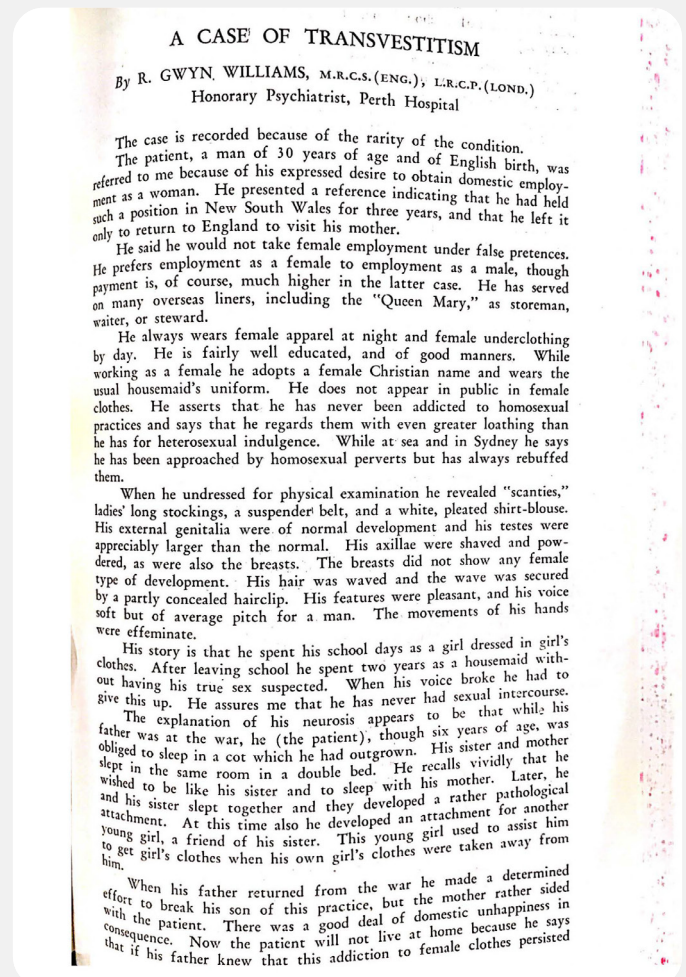 A CASE OF TRANSVESTITISM
By R. GWYN WILLIAMS, M.R.C.S.(ENG.), L.R.C.P.(LOND.)
Honorary Psychiatrist, Perth Hospital
The case is recorded because of the rarity of the condition.
The patient, a man of 30 years of age and of English birth, was
referred to me because of his expressed desire to obtain domestic employ-
ment as a woman. He presented a reference indicating that he had held
such a position in New South Wales for three years, and that he left it
only to return to England to visit his mother.
He said he would not take female employment under false pretences.
He prefers employment as a female to employment as a male, though
payment is, of course, much higher in the latter case. He has served
on many overseas liners, including the "Queen Mary," as storeman,
waiter, or steward.
He always wears female apparel at night and female underclothing
by day. He is fairly well educated, and of good manners. While
working as a female he adopts a female Christian name and wears the
usual housemaid's uniform. He does not appear in public in female
clothes. He asserts that he has never been addicted to homosexual
practices and says that he regards them with even greater loathing than
he has for heterosexual indulgence. While at sea and in Sydney he says
he has been approached by homosexual perverts but has always rebuffed
them.
When he undressed for physical examination he revealed "scanties,"
ladies' long stockings, a suspender belt, and a white, pleated shirt-blouse.
His external genitalia were of normal development and his testes were
appreciably larger than the normal. His axillae were shaved and pow-
dered, as were also the breasts. The breasts did not show any female
type of development. His hair was waved and the wave was secured
by a partly concealed hairclip. His features were pleasant, and his voice
soft but of average pitch for a man. The movements of his hands
were effeminate.
His story is that he spent his school days as a girl dressed in girl's
clothes. After leaving school he spent two years as a housemaid with-
out having his true sex suspected. When his voice broke he had to
give this up. He assures me that he has never had sexual intercourse.
The explanation of his neurosis appears to be that while his
father was at the war, he (the patient), though six years of age, was
obliged to sleep in a cot which he had outgrown. His sister and mother
slept in the same room in a double bed. He recalls vividly that he
wished to be like his sister and to sleep with his mother. Later, he
and his sister slept together and they developed a rather pathological
attachment. At this time also he developed an attachment for another
young girl, a friend of his sister. This young girl used to assist him
to get girl's clothes when his own girl's clothes were taken away from
him.
When his father returned from the war he made a determined
effort to break his son of this practice, but the mother rather sided
with the patient. There was a good deal of domestic unhappiness in
consequence. Now the patient will not live at home because he says
that if his father knew that this addiction to female clothes persisted